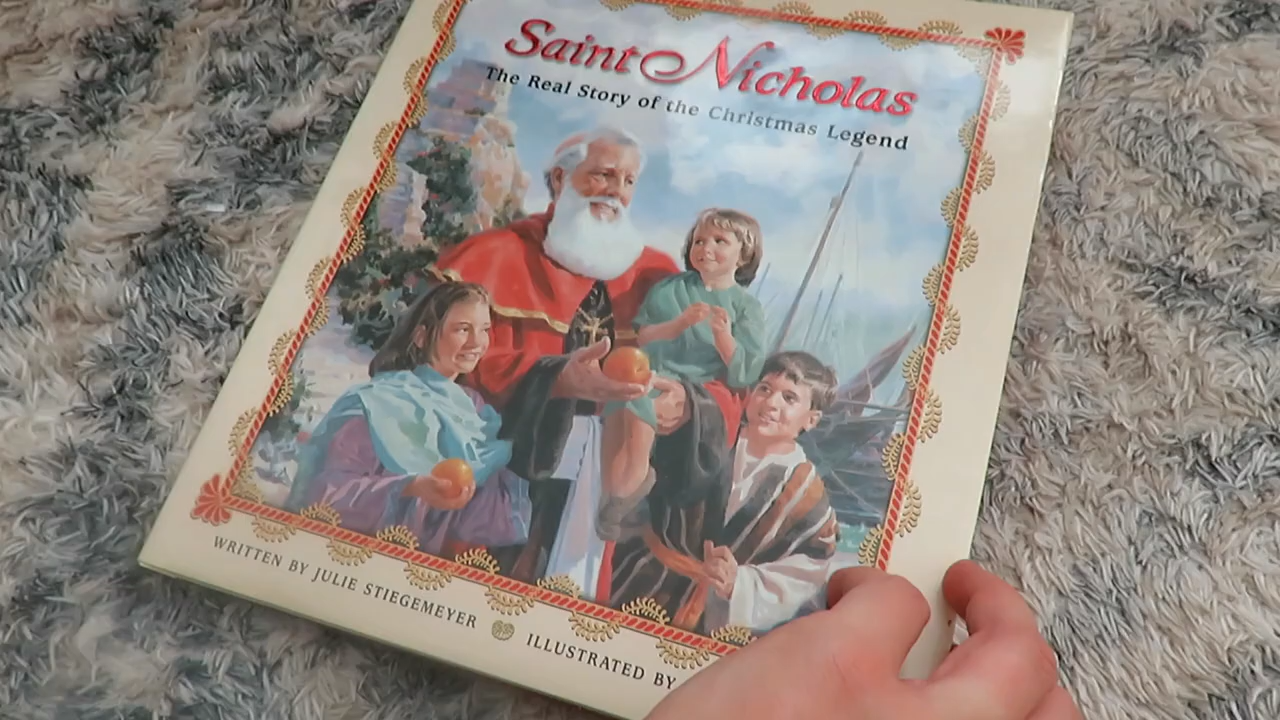 Saint Nicholas
The Real Story of the Christmas Legend
WRITTEN BY JULIE STIEGEMEYER
ILLUSTRATED BY